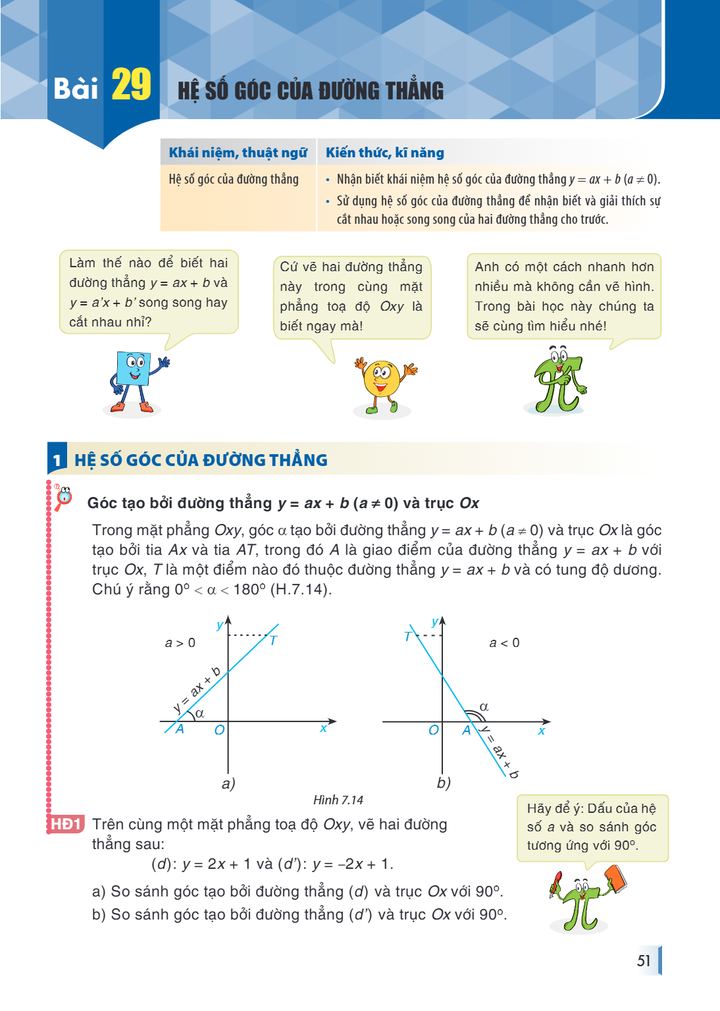 Bài 29 HỆ SỐ GÓC CỦA ĐƯỜNG THẲNG
Khái niệm, thuật ngữ
Hệ số góc của đường thẳng
Kiến thức, kĩ năng
• Nhận biết khái niệm hệ số góc của đường thẳng y = ax + b (a ≠ 0).
• Sử dụng hệ số góc của đường thẳng để nhận biết và giải thích sự
cắt nhau hoặc song song của hai đường thẳng cho trước.
Làm thế nào để biết hai
đường thẳng y = ax + b và
y = a’x + b’ song song hay
cắt nhau nhỉ?
Cứ vẽ hai đường thẳng
này trong cùng mặt
phẳng toạ độ Oxy là
biết ngay mà!
Anh có một cách nhanh hơn
nhiều mà không cần vẽ hình.
Trong bài học này chúng ta
sẽ cùng tìm hiểu nhé!
1 HỆ SỐ GÓC CỦA ĐƯỜNG THẲNG
Góc tạo bởi đường thẳng y = ax + b (a ≠ 0) và trục Ox
Trong mặt phẳng Oxy, góc α tạo bởi đường thẳng y = ax + b (a ≠ 0) và trục Ox là góc
tạo bởi tia Ax và tia AT, trong đó A là giao điểm của đường thẳng y = ax + b với
trục Ox, T là một điểm nào đó thuộc đường thẳng y = ax + b và có tung độ dương.
Chú ý rằng 0º < α < 180º (H.7.14).
a > 0
y
T
y = ax + b
α
A
O
x
a)
y
T
a < 0
α
O
A
x
y = ax + b
b)
Hình 7.14
HĐ1 Trên cùng một mặt phẳng toạ độ Oxy, vẽ hai đường
thẳng sau:
(d): y = 2x + 1 và (d’): y = –2x + 1.
a) So sánh góc tạo bởi đường thẳng (d) và trục Ox với 90º.
b) So sánh góc tạo bởi đường thẳng (d’) và trục Ox với 90º.
Hãy để ý: Dấu của hệ
số a và so sánh góc
tương ứng với 90º.
51